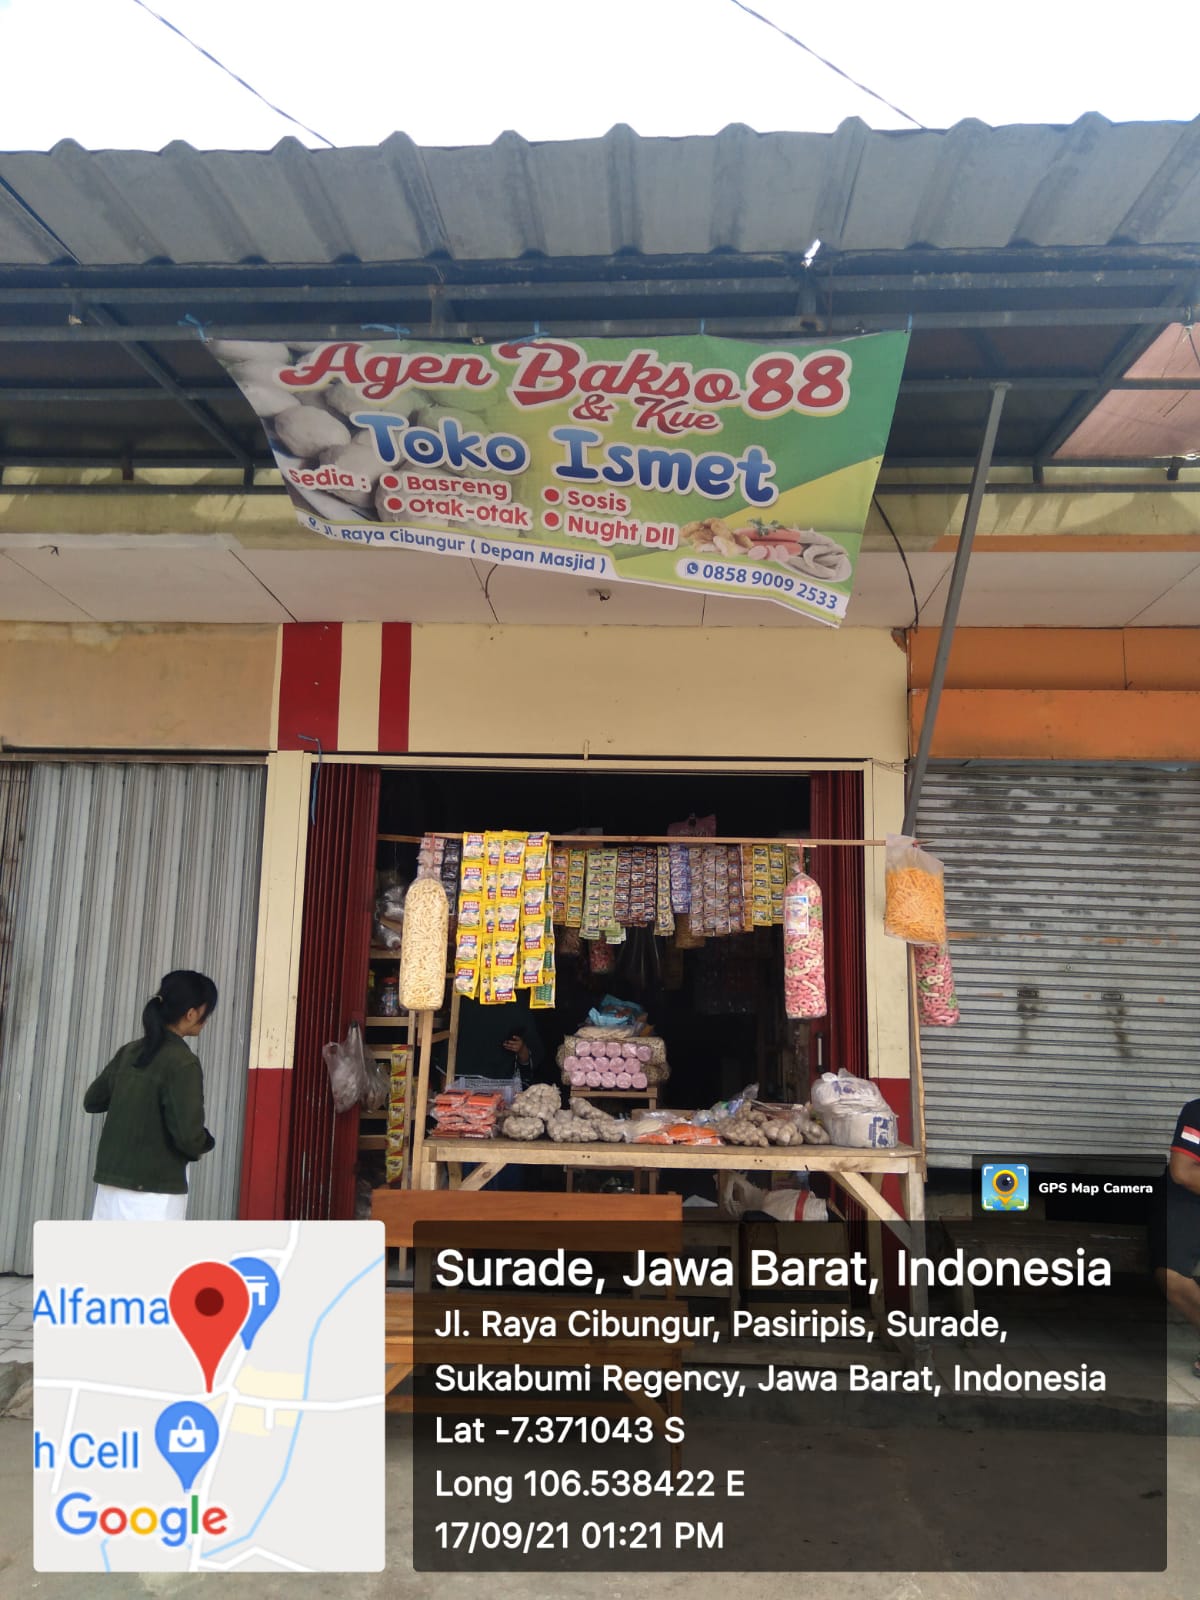 Agen Bakso 88
& Kue
Toko Ismet
Sedia :
• Basreng
• Otak-otak
• Sosis
• Nught Dll
Jl. Raya Cibungur ( Depan Masjid )
0858 9009 2533
GPS Map Camera
Alfama
h Cell
Google
Surade, Jawa Barat, Indonesia
Jl. Raya Cibungur, Pasiripis, Surade,
Sukabumi Regency, Jawa Barat, Indonesia
Lat -7.371043 S
Long 106.538422 E
17/09/21 01:21 PM